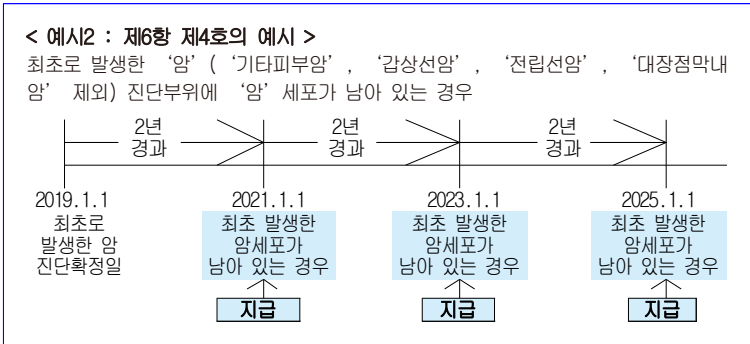 < 예시2 : 제6항 제4호의 예시 >
최초로 발생한 ‘암’ ( ‘기타피부암’ , ‘갑상선암’ , ‘전립선암’ , ‘대장점막내
암’ 제외) 진단부위에 ‘암’ 세포가 남아 있는 경우
2년 2년 2년
경과 경과 경과
2019.1.1 2021.1.1 2023.1.1 2025.1.1
최초로 최초 발생한 최초 발생한 최초 발생한
발생한 암 암세포가 암세포가 암세포가
진단확정일 남아 있는 경우 남아 있는 경우 남아 있는 경우
지급 지급 지급